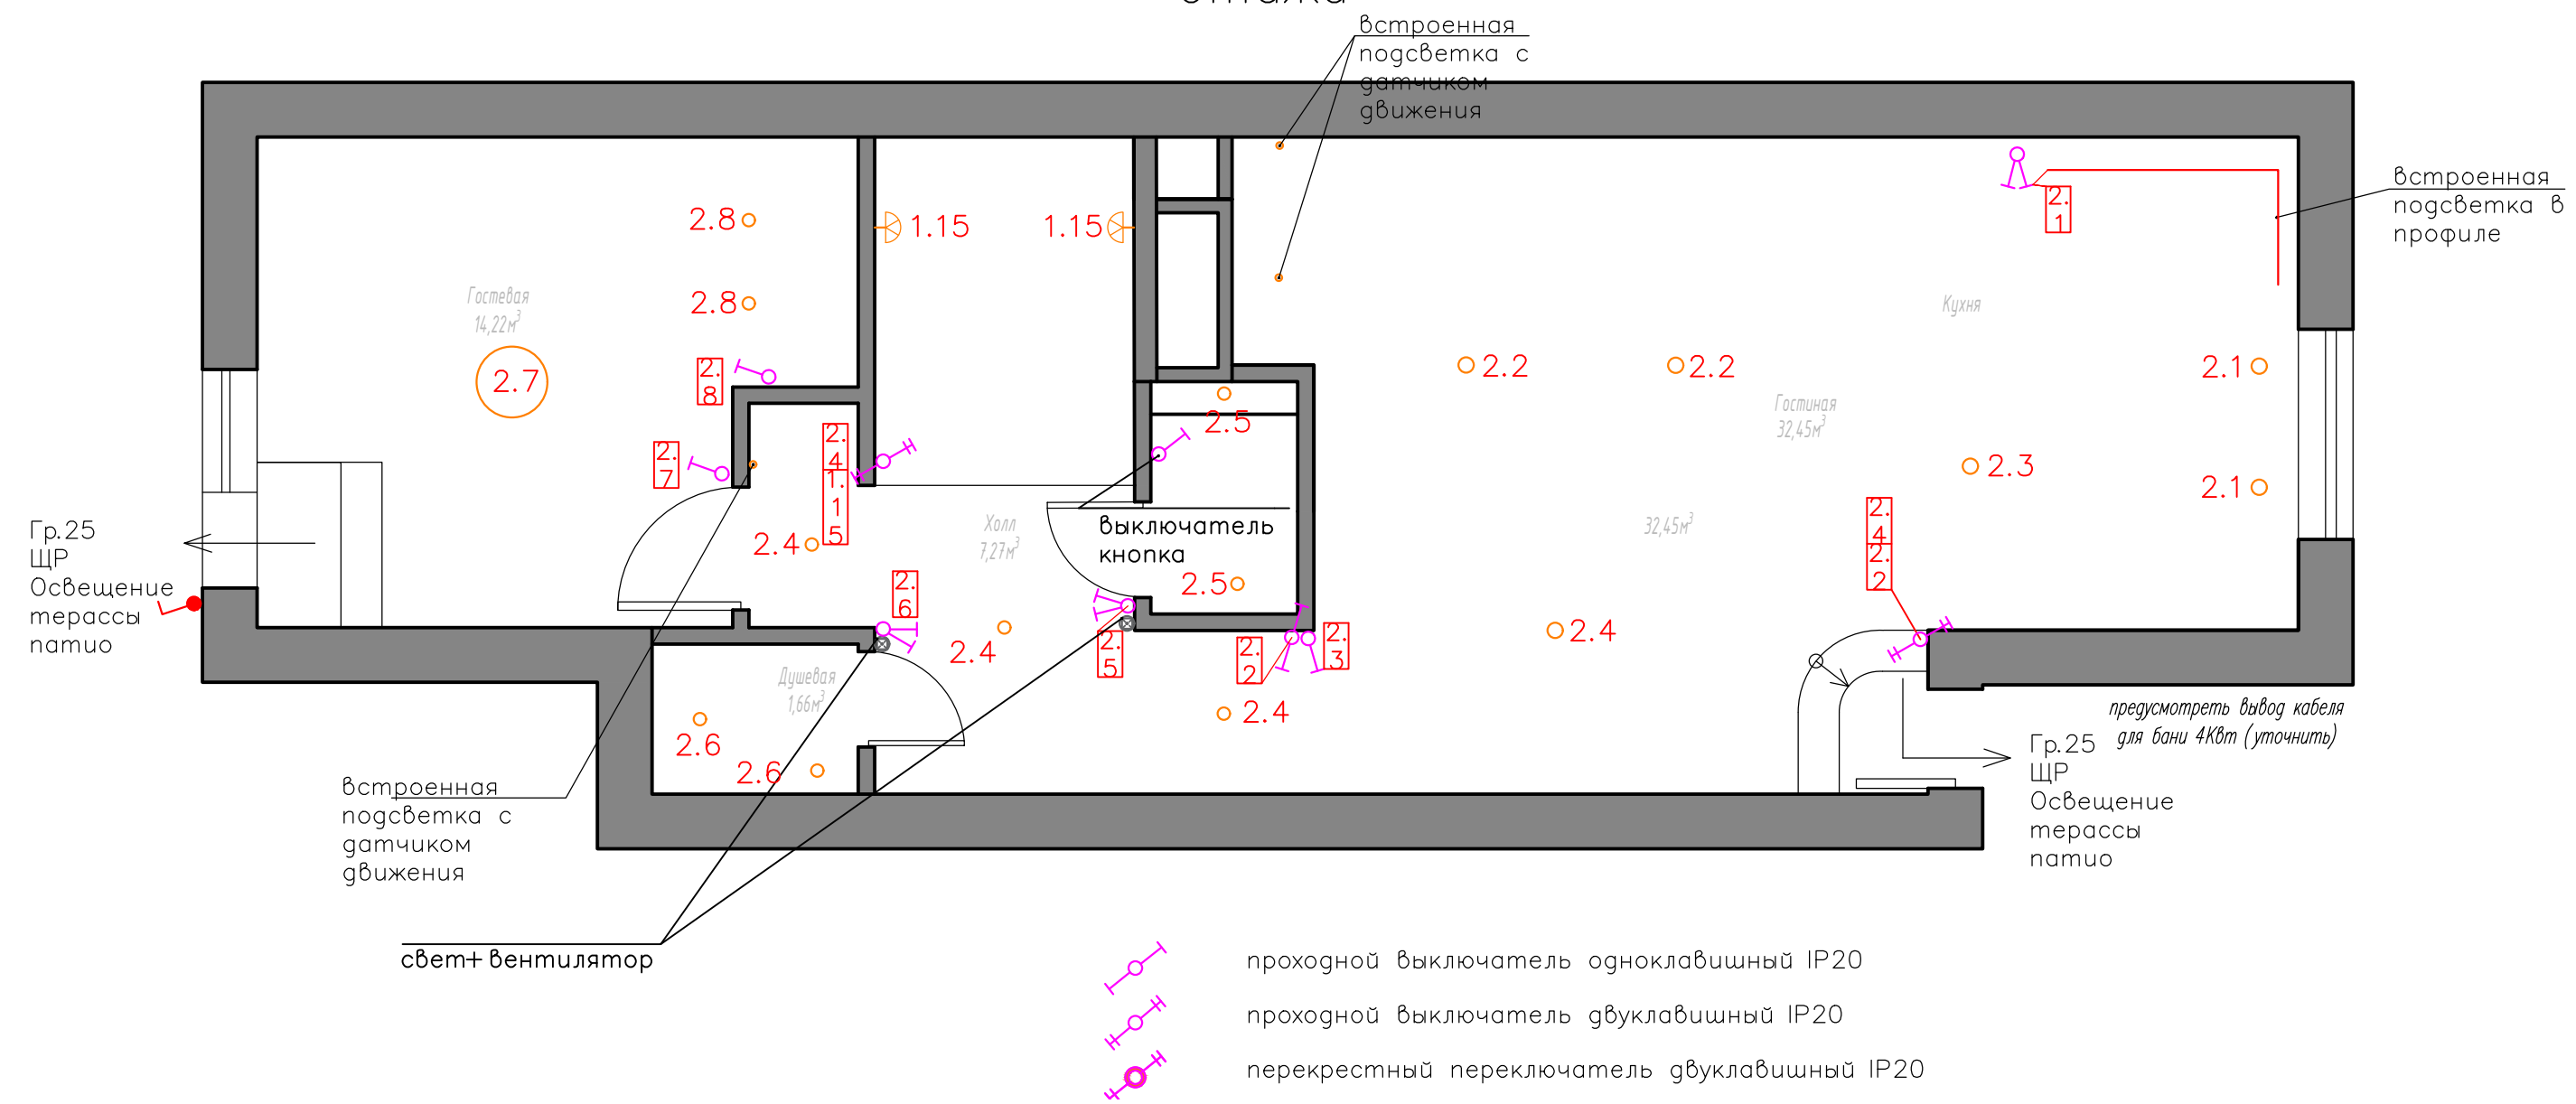 встроенная
подсветка с
датчиком
движения
встроенная
подсветка в
профиле
2.
1
2.8
1.15
1.15
2.8
Гостевая
14,22м3
Кухня
2.7
2.
8
2.2
2.2
2.1
Гостиная
32,45м3
2.5
2.
7
2.
4
1.
1
5
2.3
2.1
2.
4
2.
2
32,45м3
Холл
7,27м3
выключатель
кнопка
2.4
2.5
Гр.25
ЩР
Освещение
терассы
патио
2.
6
2.4
2.
5
2.
2
2.
3
2.4
Душевая
1,66м3
2.4
2.6
2.6
предусмотреть вывод кабеля
для бани 4КВт (уточнить)
Гр.25
ЩР
Освещение
терассы
патио
встроенная
подсветка с
датчиком
движения
свет+вентилятор
проходной выключатель одноклавишный IP20
проходной выключатель двуклавишный IP20
перекрестный переключатель двуклавишный IP20